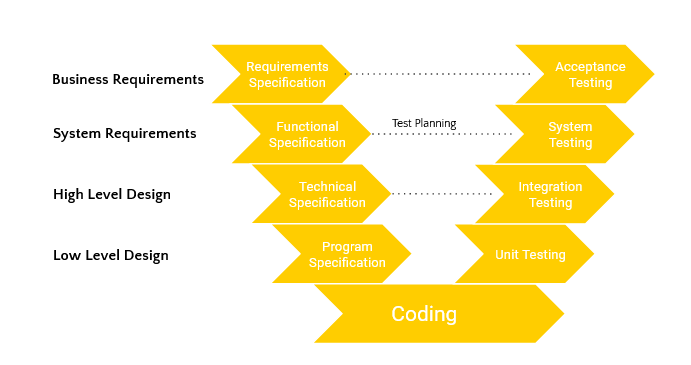 Business Requirements
Requirements
Specification
Acceptance
Testing
System Requirements
Functional
Specification
Test Planning
System
Testing
High Level Design
Technical
Specification
Integration
Testing
Low Level Design
Program
Specification
Unit Testing
Coding